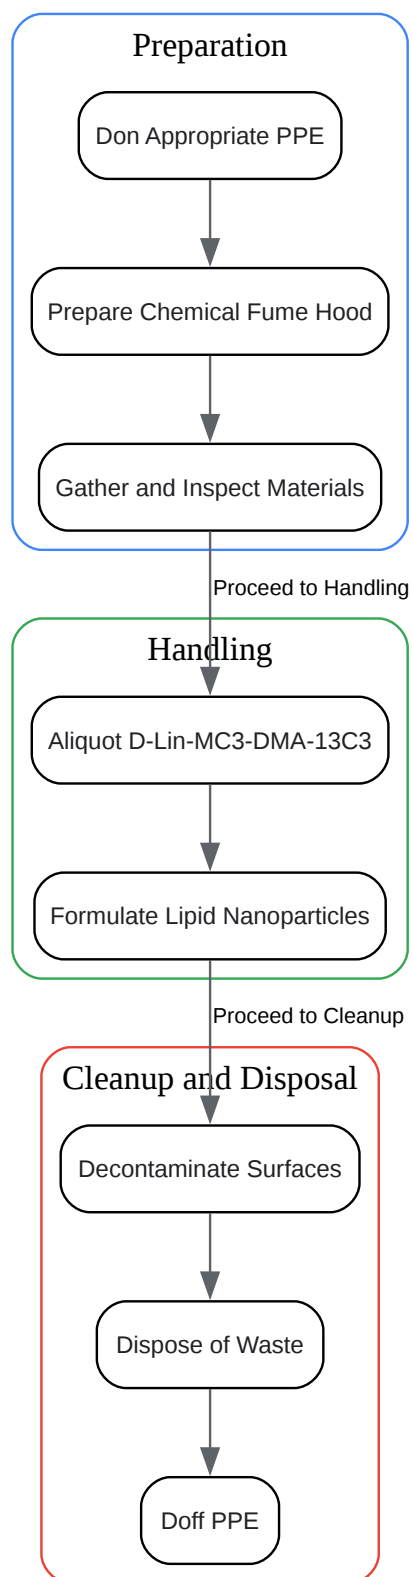 Preparation
Don Appropriate PPE
Prepare Chemical Fume Hood
Gather and Inspect Materials
Proceed to Handling
Handling
Aliquot D-Lin-MC3-DMA-13C3
Formulate Lipid Nanoparticles
Proceed to Cleanup
Cleanup and Disposal
Decontaminate Surfaces
Dispose of Waste
Doff PPE